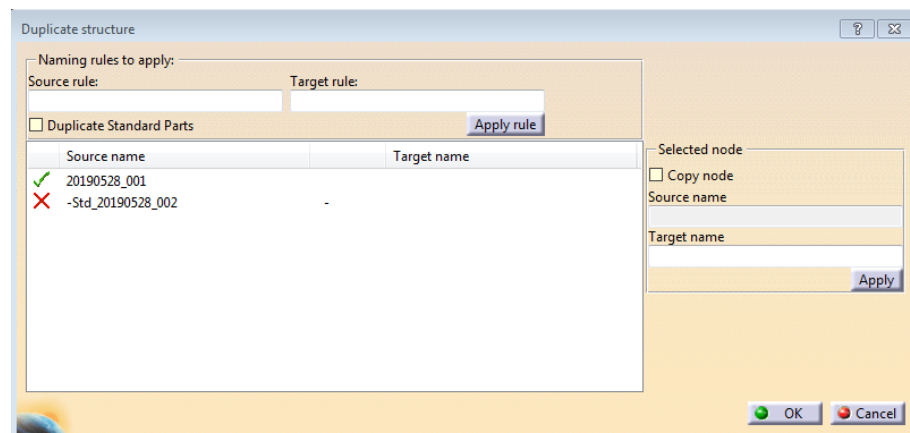 Duplicate structure
Naming rules to apply:
Source rule: Target rule:
Duplicate Standard Parts Apply rule
Source name Target name
20190528_001
-Std_20190528_002 -
Selected node
Copy node
Source name
Target name
Apply
OK Cancel